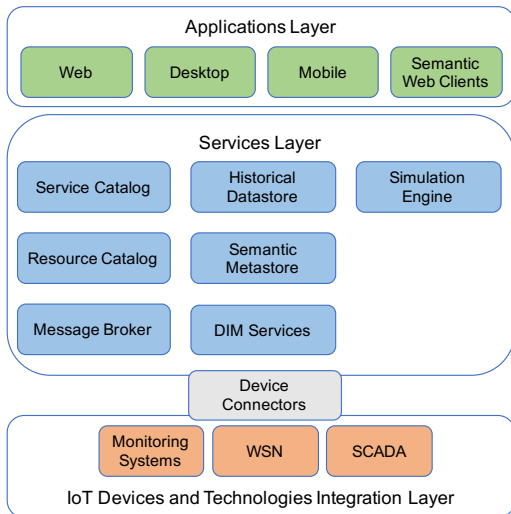 Applications Layer
Web
Desktop
Mobile
Semantic
Web Clients
Services Layer
Service Catalog
Historical
Datastore
Simulation
Engine
Resource Catalog
Semantic
Metastore
Message Broker
DIM Services
Device
Connectors
Monitoring
Systems
WSN
SCADA
IoT Devices and Technologies Integration Layer